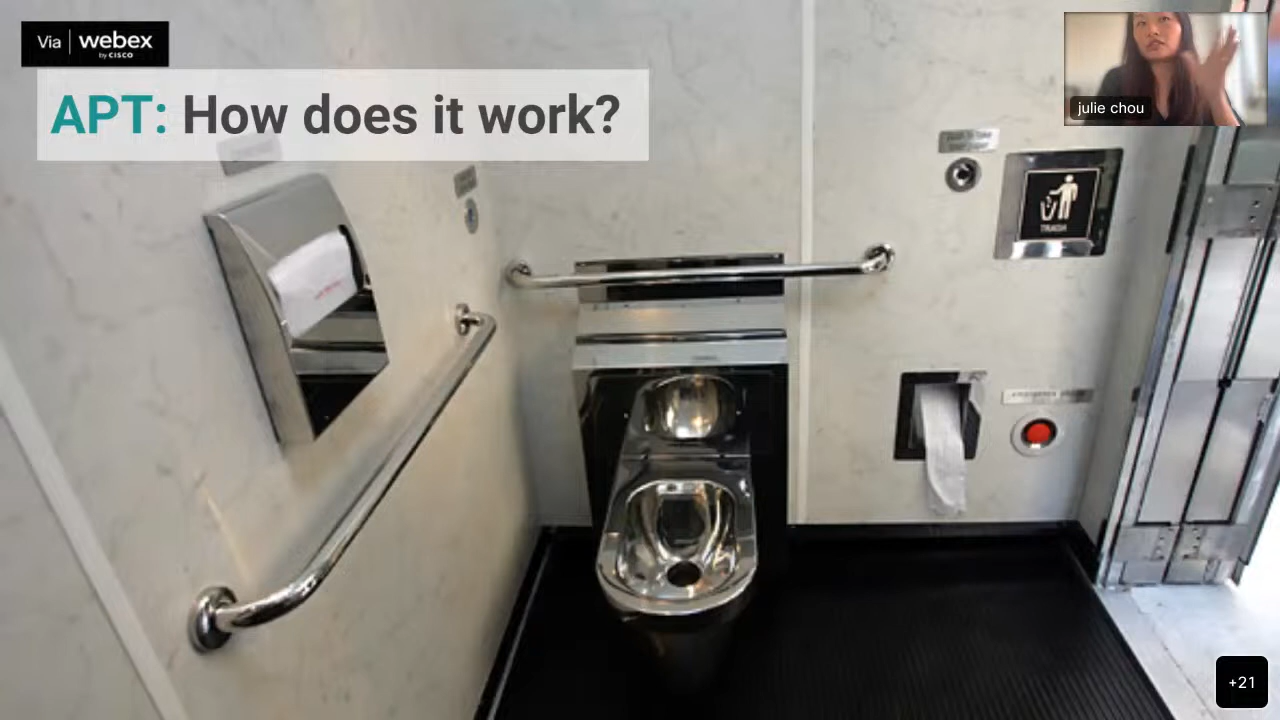 Via | webex
by CISCO
APT: How does it work?
julie chou
TRASH
+21